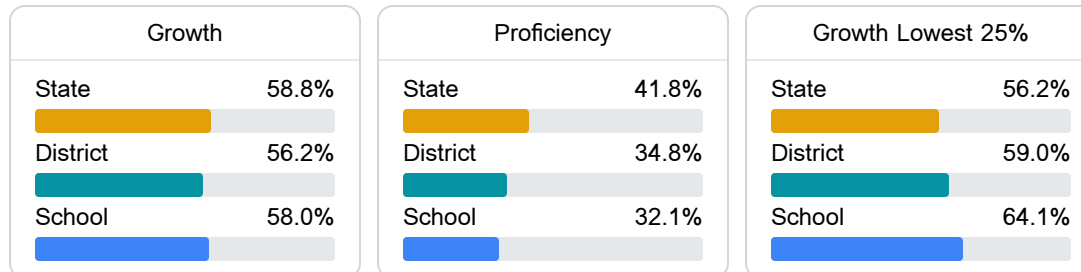 Growth
State 58.8%
District 56.2%
School 58.0%
Proficiency
State 41.8%
District 34.8%
School 32.1%
Growth Lowest 25%
State 56.2%
District 59.0%
School 64.1%